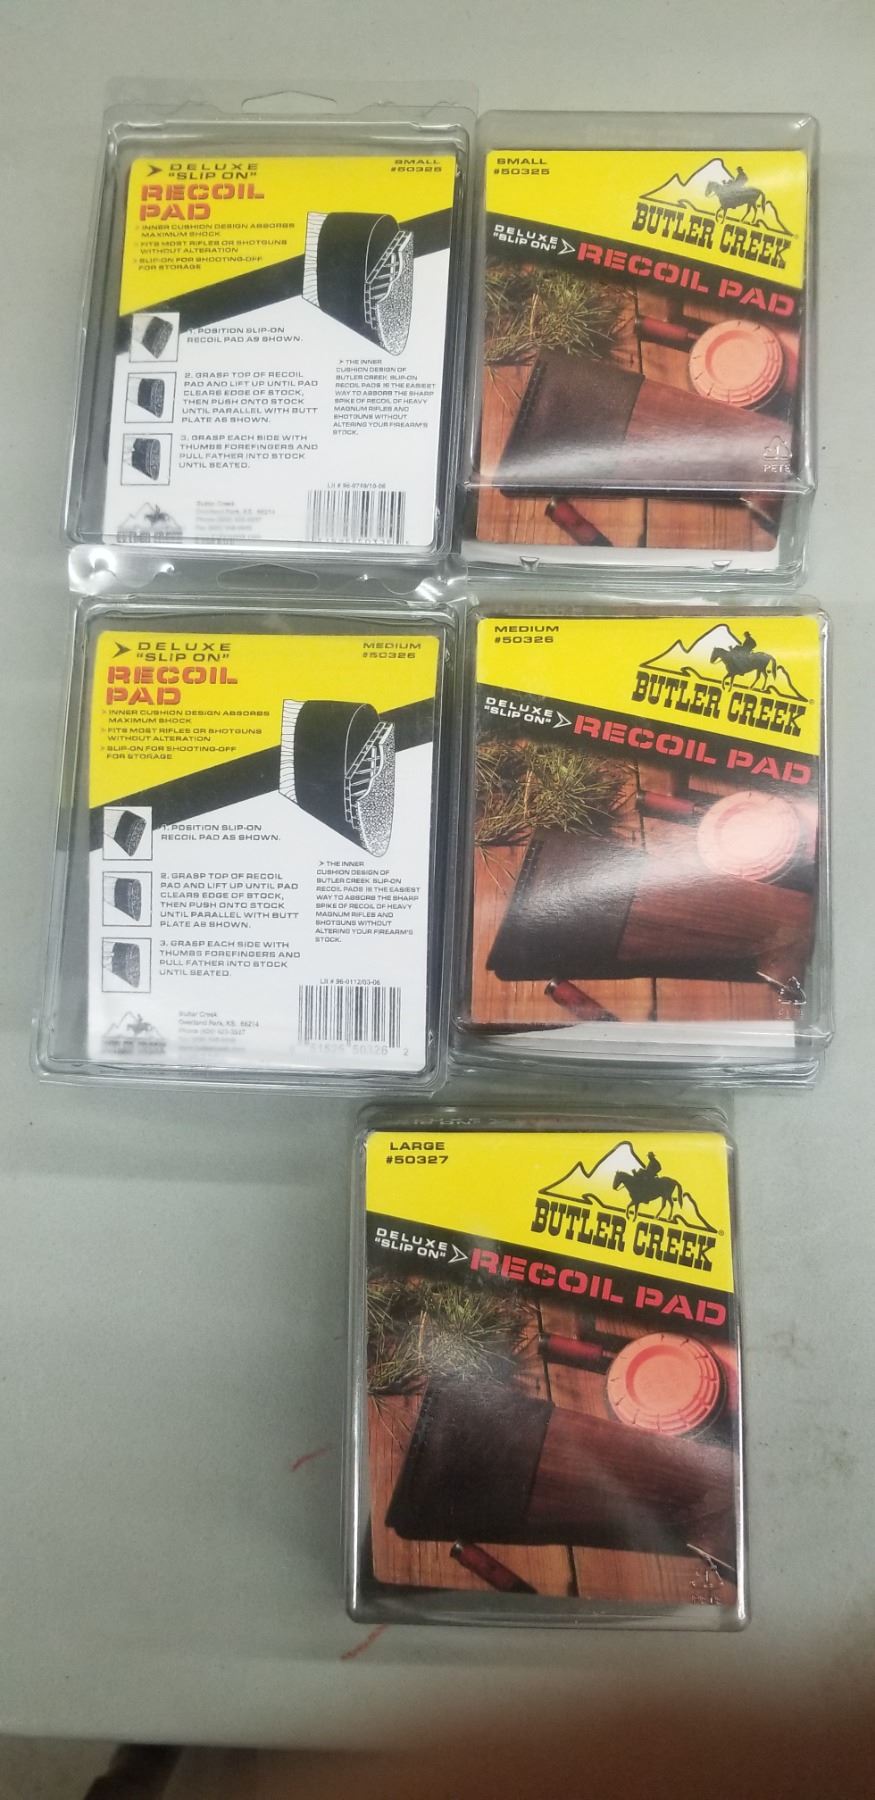 DELUXE
"SLIP ON"
RECOIL
PAD
SMALL
#50325
INNER CUSHION DESIGN ABSORBS
MAXIMUM SHOCK
FITS MOST RIFLES OR SHOTGUNS
WITHOUT ALTERATION
SLIP-ON FOR SHOOTING-OFF
FOR STORAGE
1. POSITION SLIP-ON
RECOIL PAD AS SHOWN.
2. GRASP TOP OF RECOIL
PAD AND LIFT UP UNTIL PAD
CLEARS EDGE OF STOCK,
THEN PUSH ONTO STOCK
UNTIL PARALLEL WITH BUTT
PLATE AS SHOWN.
3. GRASP EACH SIDE WITH
THUMBS FOREFINGERS AND
PULL FATHER INTO STOCK
UNTIL SEATED.
THE INNER
CUSHION DESIGN OF
BUTLER CREEK SLIP-ON
RECOIL PADS IS THE EASIEST
WAY TO ABSORB THE SHARP
SPIKE OF RECOIL OF HEAVY
MAGNUM RIFLES AND
SHOTGUNS WITHOUT
ALTERING YOUR FIREARM'S
STOCK.
Butler Creek
Overland Park, KS. 66214
SMALL
#50325
BUTLER CREEK
DELUXE
"SLIP ON"
RECOIL PAD
1
PETE
DELUXE
"SLIP ON"
RECOIL
PAD
MEDIUM
#50326
INNER CUSHION DESIGN ABSORBS
MAXIMUM SHOCK
FITS MOST RIFLES OR SHOTGUNS
WITHOUT ALTERATION
SLIP-ON FOR SHOOTING-OFF
FOR STORAGE
1. POSITION SLIP-ON
RECOIL PAD AS SHOWN.
2. GRASP TOP OF RECOIL
PAD AND LIFT UP UNTIL PAD
CLEARS EDGE OF STOCK,
THEN PUSH ONTO STOCK
UNTIL PARALLEL WITH BUTT
PLATE AS SHOWN.
3. GRASP EACH SIDE WITH
THUMBS FOREFINGERS AND
PULL FATHER INTO STOCK
UNTIL SEATED.
THE INNER
CUSHION DESIGN OF
BUTLER CREEK SLIP-ON
RECOIL PADS IS THE EASIEST
WAY TO ABSORB THE SHARP
SPIKE OF RECOIL OF HEAVY
MAGNUM RIFLES AND
SHOTGUNS WITHOUT
ALTERING YOUR FIREARM'S
STOCK.
LII # 96-0112/03-06
Butler Creek
Overland Park, KS. 66214
51525 50326 2
MEDIUM
#50326
BUTLER CREEK
DELUXE
"SLIP ON"
RECOIL PAD
LARGE
#50327
BUTLER CREEK
DELUXE
"SLIP ON"
RECOIL PAD